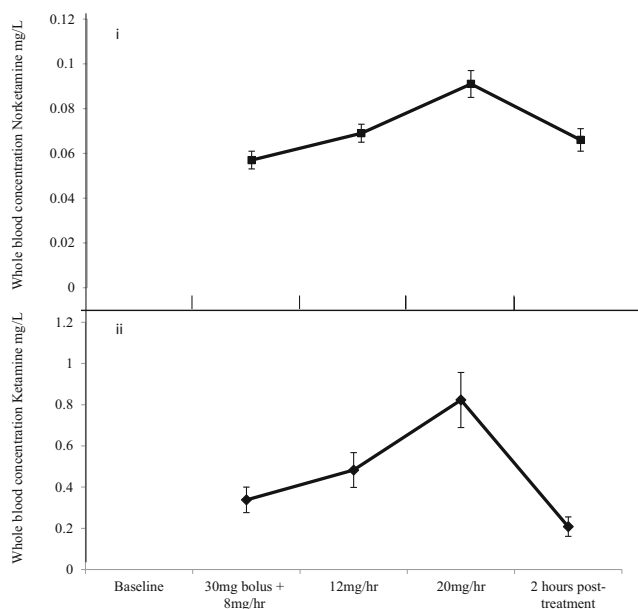 Whole blood concentration Norketamine mg/L
i
0.12
0.1
0.08
0.06
0.04
0.02
0
Whole blood concentration Ketamine mg/L
ii
1.2
1
0.8
0.6
0.4
0.2
0
Baseline
30mg bolus +
8mg/hr
12mg/hr
20mg/hr
2 hours post-
treatment